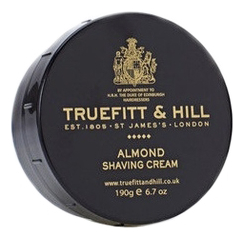 BY APPOINTMENT TO
H.R.H. THE DUKE OF EDINBURGH
HAIRDRESSERS
TRUEFITT & HILL
EST. 1805 • ST JAMES'S • LONDON
ALMOND
SHAVING CREAM
www.truefittandhill.co.uk
190g e 6.7 oz